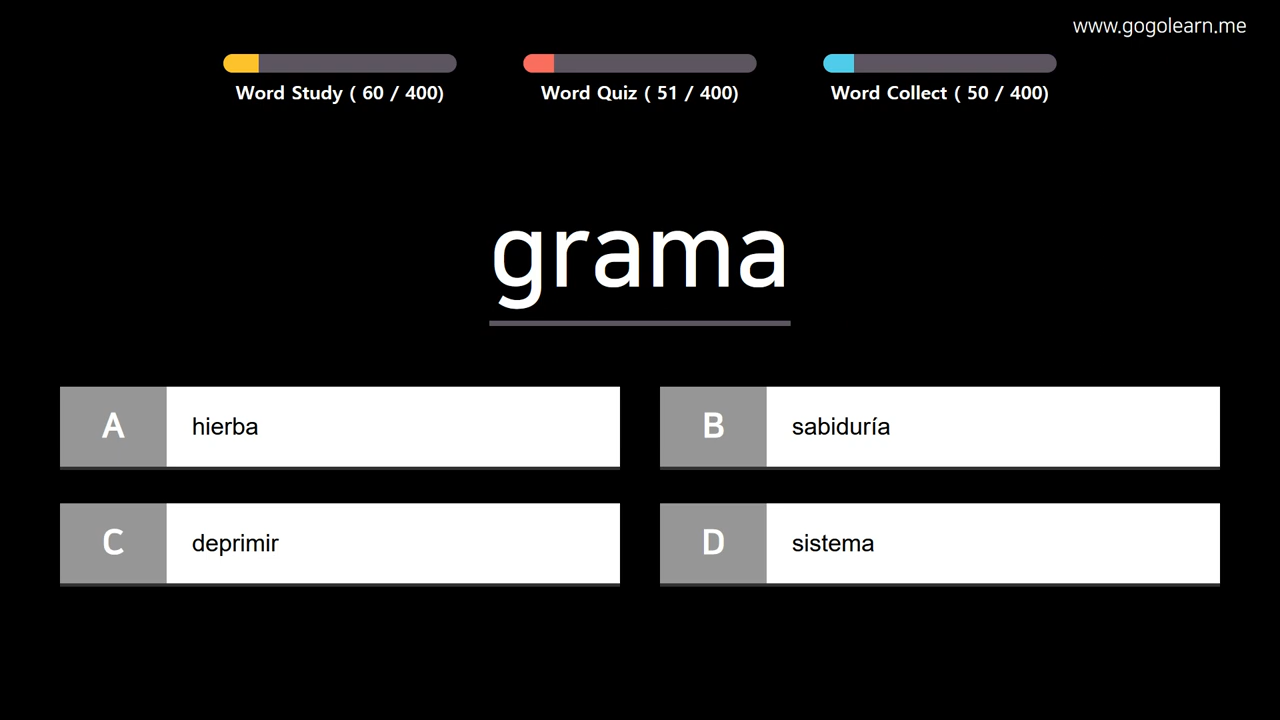 www.gogolearn.me
Word Study ( 60 / 400)
Word Quiz ( 51 / 400)
Word Collect ( 50 / 400)
grama
A hierba
B sabiduría
C deprimir
D sistema